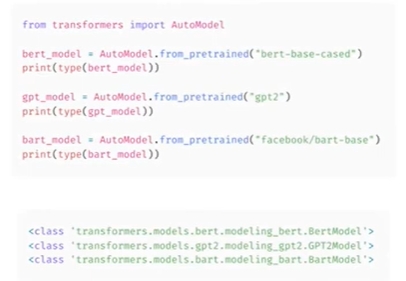 from transformers import AutoModel
bert_model = AutoModel.from_pretrained("bert-base-cased")
print(type(bert_model))
gpt_model = AutoModel.from_pretrained("gpt2")
print(type(gpt_model))
bart_model = AutoModel.from_pretrained("facebook/bart-base")
print(type(bart_model))
<class 'transformers.models.bert.modeling_bert.BertModel'>
<class 'transformers.models.gpt2.modeling_gpt2.GPT2Model'>
<class 'transformers.models.bart.modeling_bart.BartModel'>